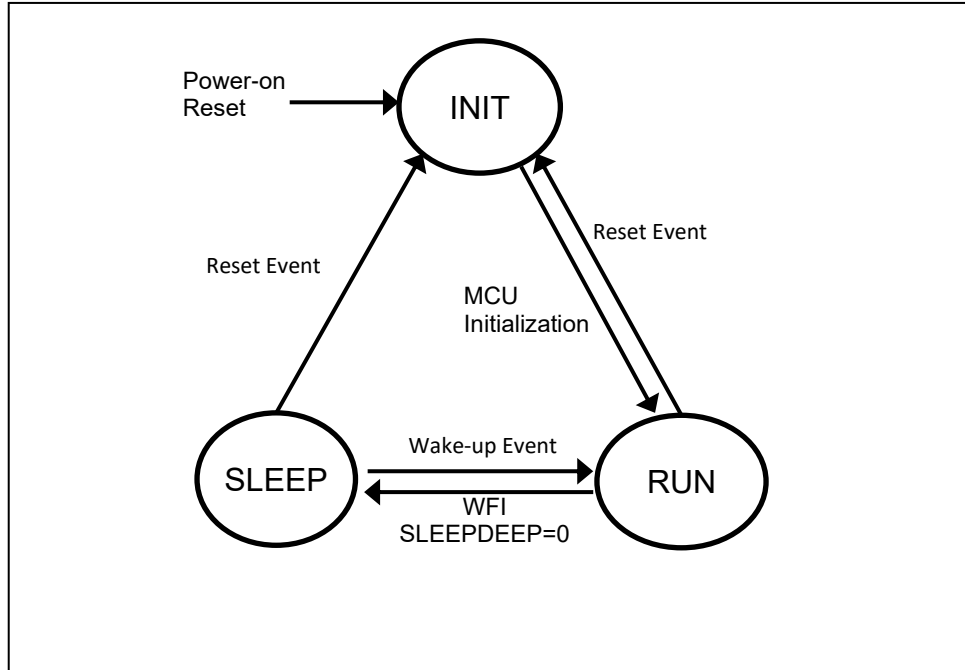 Power-on
Reset
INIT
Reset Event
Reset Event
MCU
Initialization
Wake-up Event
SLEEP
RUN
WFI
SLEEPDEEP=0